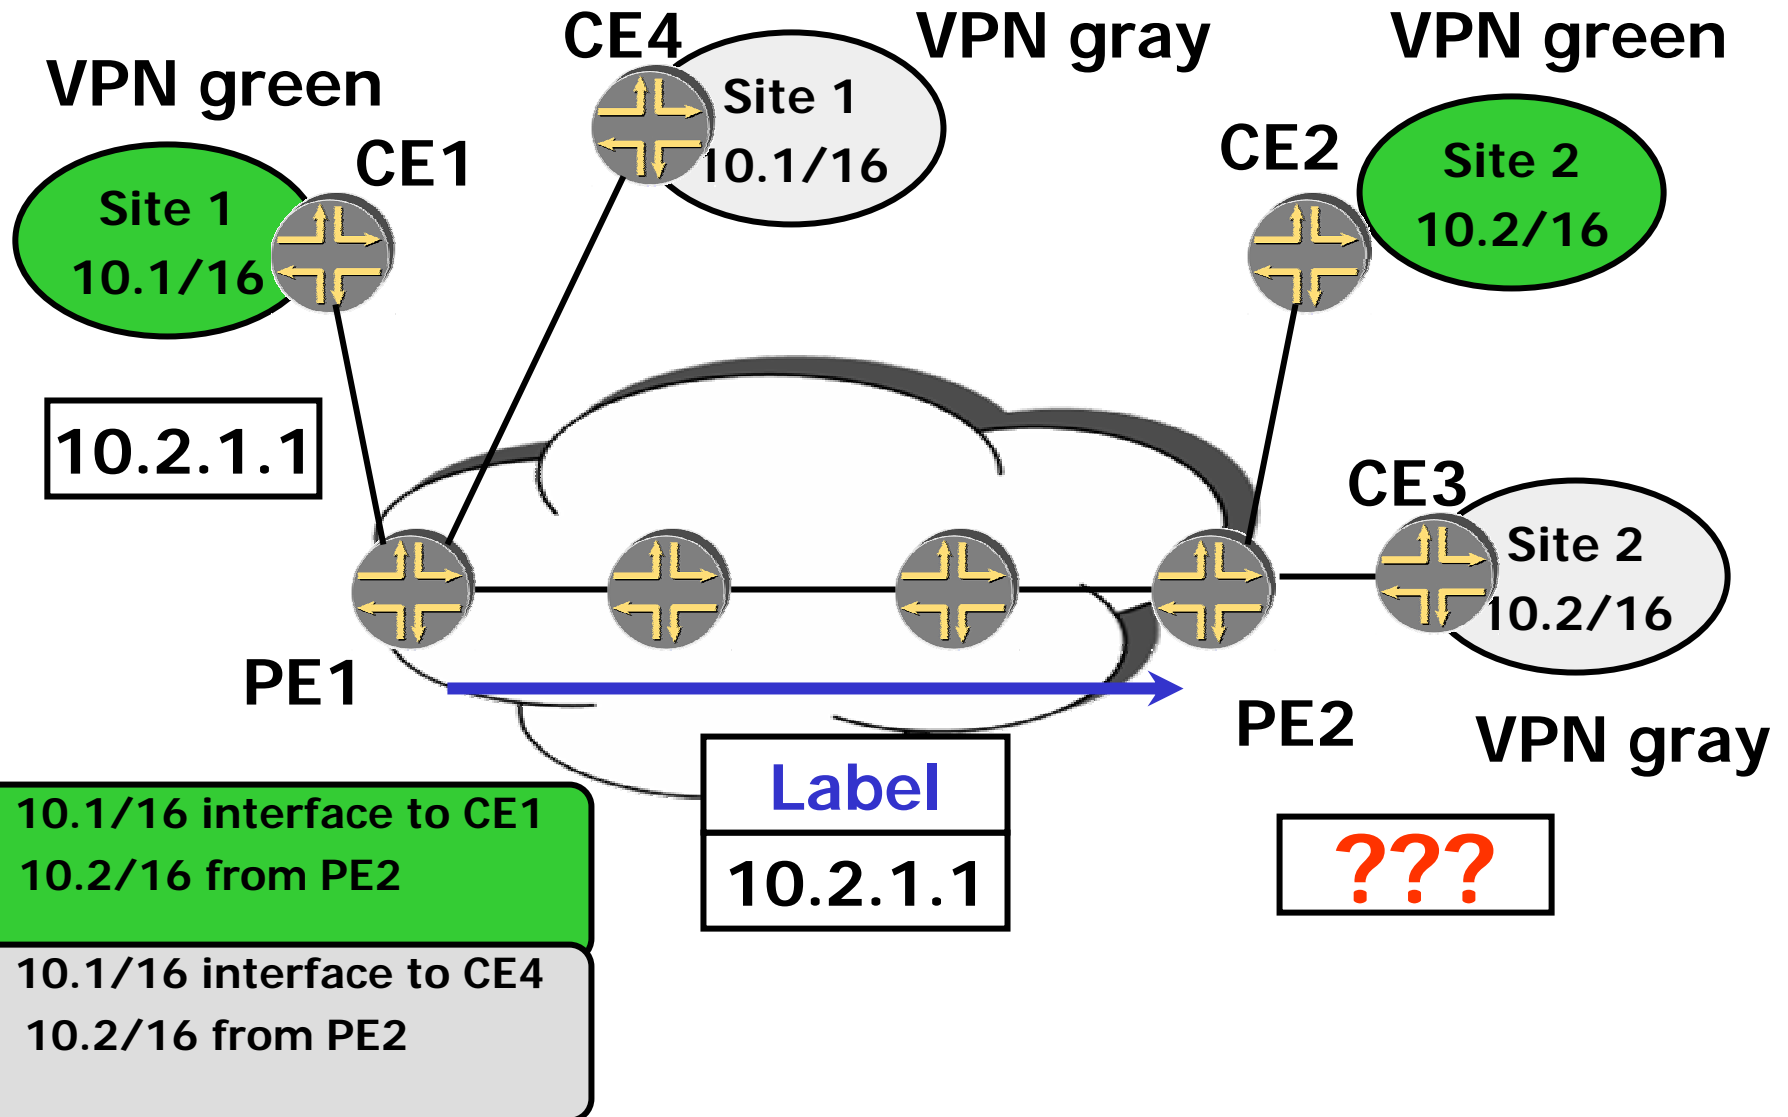 CE4
VPN gray
VPN green
VPN green
Site 1
10.1/16
CE1
CE2
Site 2
10.2/16
Site 1
10.1/16
10.2.1.1
CE3
Site 2
10.2/16
PE1
PE2
VPN gray
Label
10.2.1.1
???
10.1/16 interface to CE1
10.2/16 from PE2
10.1/16 interface to CE4
10.2/16 from PE2